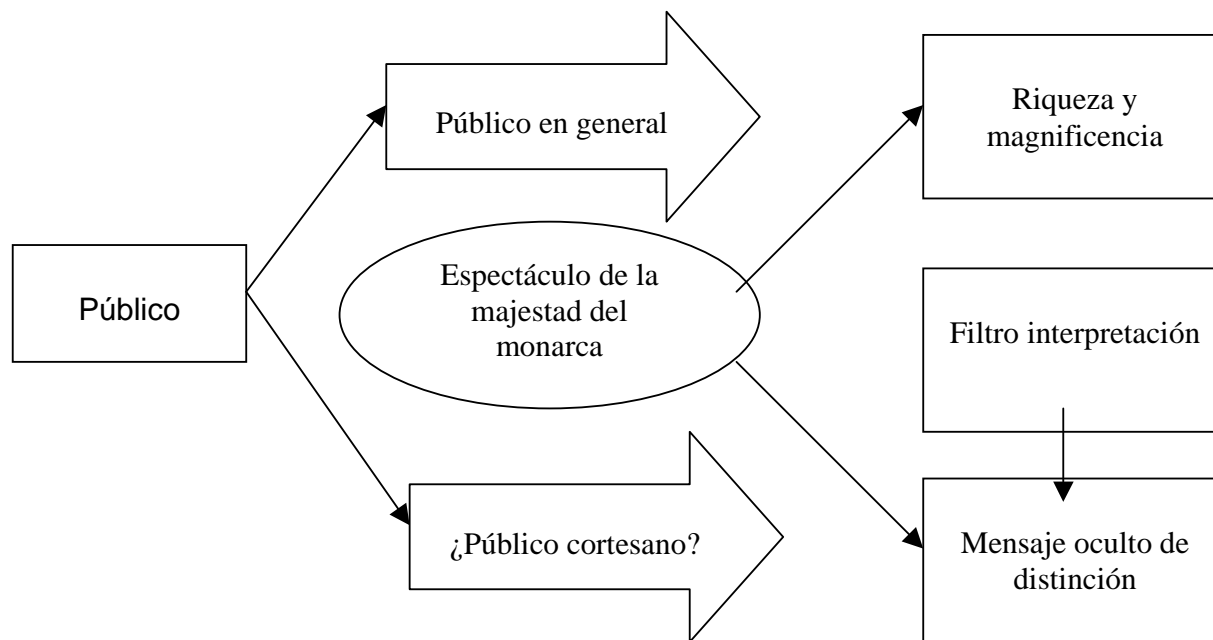 Público
Público en general
Espectáculo de la
majestad del
monarca
¿Público cortesano?
Riqueza y
magnificencia
Filtro interpretación
Mensaje oculto de
distinción